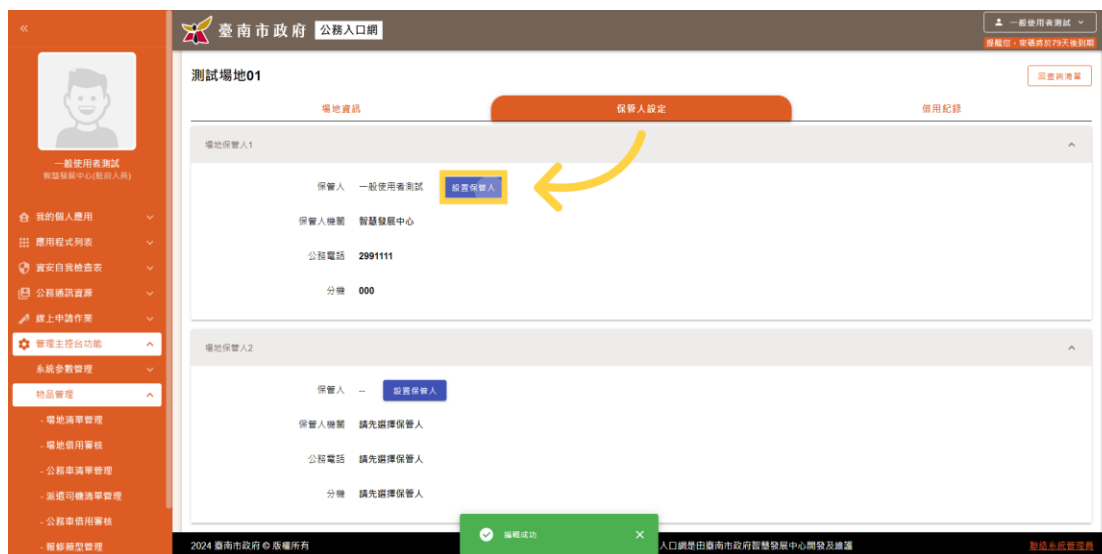 «
臺南市政府 公務入口網
一般使用者測試
提醒您，密碼將於79天後到期
一般使用者測試
智慧發展中心(駐府人員)
我的個人應用
應用程式列表
資安自我檢查表
公務通訊資源
線上申請作業
管理主控台功能
系統參數管理
物品管理
- 場地清單管理
- 場地借用審核
- 公務車清單管理
- 派遣司機清單管理
- 公務車借用審核
- 報修類型管理
測試場地01
回查詢清單
場地資訊
保管人設定
借用紀錄
場地保管人1
保管人 一般使用者測試 設置保管人
保管人機關 智慧發展中心
公務電話 2991111
分機 000
場地保管人2
保管人 -- 設置保管人
保管人機關 請先選擇保管人
公務電話 請先選擇保管人
分機 請先選擇保管人
編輯成功
2024 臺南市政府 © 版權所有
人口網是由臺南市政府智慧發展中心開發及維護
聯絡系統管理員